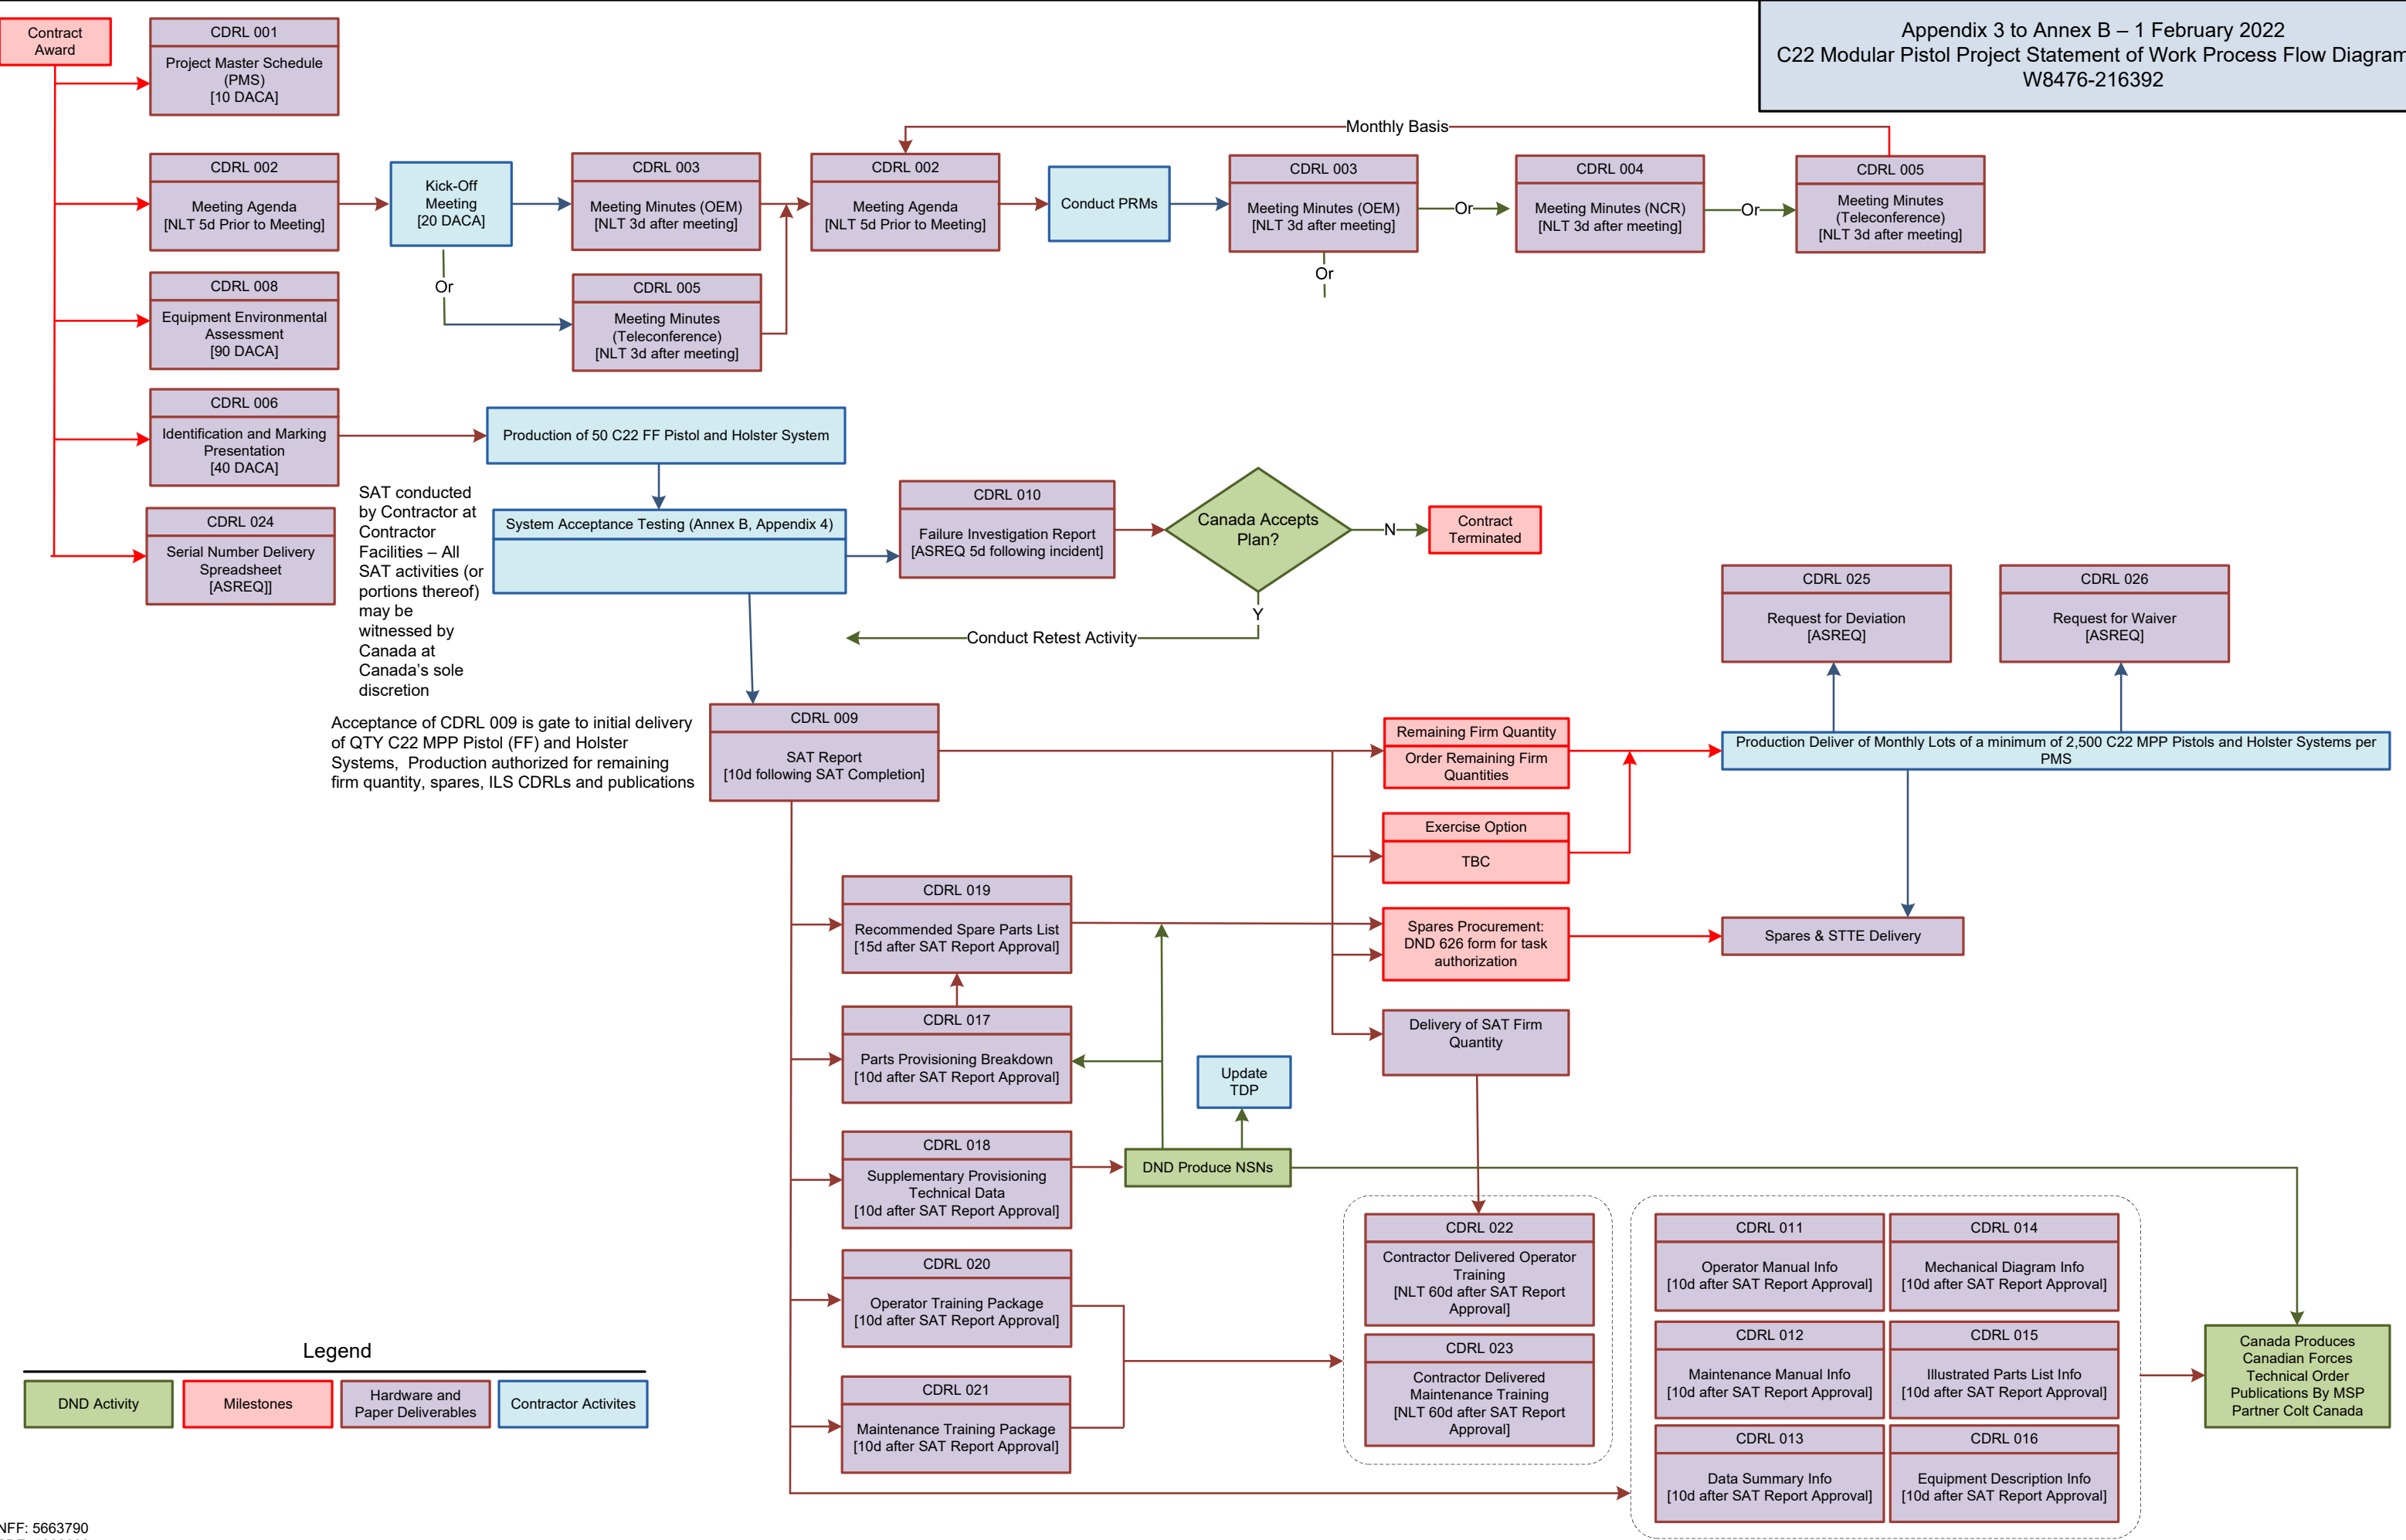 Contract
Award
CDRL 001
Project Master Schedule
(PMS)
[10 DACA]
Appendix 3 to Annex B – 1 February 2022
C22 Modular Pistol Project Statement of Work Process Flow Diagram
W8476-216392
Monthly Basis
CDRL 002
Meeting Agenda
[NLT 5d Prior to Meeting]
Kick-Off
Meeting
[20 DACA]
CDRL 003
Meeting Minutes (OEM)
[NLT 3d after meeting]
CDRL 002
Meeting Agenda
[NLT 5d Prior to Meeting]
Conduct PRMs
CDRL 003
Meeting Minutes (OEM)
[NLT 3d after meeting]
Or
CDRL 004
Meeting Minutes (NCR)
[NLT 3d after meeting]
Or
CDRL 005
Meeting Minutes
(Teleconference)
[NLT 3d after meeting]
Or
Or
CDRL 005
Meeting Minutes
(Teleconference)
[NLT 3d after meeting]
CDRL 008
Equipment Environmental
Assessment
[90 DACA]
CDRL 006
Identification and Marking
Presentation
[40 DACA]
Production of 50 C22 FF Pistol and Holster System
CDRL 024
Serial Number Delivery
Spreadsheet
[ASREQ]]
SAT conducted
by Contractor at
Contractor
Facilities – All
SAT activities (or
portions thereof)
may be
witnessed by
Canada at
Canada's sole
discretion
System Acceptance Testing (Annex B, Appendix 4)
CDRL 010
Failure Investigation Report
[ASREQ 5d following incident]
Canada Accepts
Plan?
N
Contract
Terminated
Y
Conduct Retest Activity
CDRL 025
Request for Deviation
[ASREQ]
CDRL 026
Request for Waiver
[ASREQ]
Acceptance of CDRL 009 is gate to initial delivery
of QTY C22 MPP Pistol (FF) and Holster
Systems,  Production authorized for remaining
firm quantity, spares, ILS CDRLs and publications
CDRL 009
SAT Report
[10d following SAT Completion]
Remaining Firm Quantity
Order Remaining Firm
Quantities
Production Deliver of Monthly Lots of a minimum of 2,500 C22 MPP Pistols and Holster Systems per
PMS
Exercise Option
TBC
CDRL 019
Recommended Spare Parts List
[15d after SAT Report Approval]
Spares Procurement:
DND 626 form for task
authorization
Spares & STTE Delivery
CDRL 017
Parts Provisioning Breakdown
[10d after SAT Report Approval]
Delivery of SAT Firm
Quantity
Update
TDP
CDRL 018
Supplementary Provisioning
Technical Data
[10d after SAT Report Approval]
DND Produce NSNs
CDRL 020
Operator Training Package
[10d after SAT Report Approval]
CDRL 021
Maintenance Training Package
[10d after SAT Report Approval]
CDRL 022
Contractor Delivered Operator
Training
[NLT 60d after SAT Report
Approval]
CDRL 023
Contractor Delivered
Maintenance Training
[NLT 60d after SAT Report
Approval]
CDRL 011
Operator Manual Info
[10d after SAT Report Approval]
CDRL 014
Mechanical Diagram Info
[10d after SAT Report Approval]
CDRL 012
Maintenance Manual Info
[10d after SAT Report Approval]
CDRL 015
Illustrated Parts List Info
[10d after SAT Report Approval]
CDRL 013
Data Summary Info
[10d after SAT Report Approval]
CDRL 016
Equipment Description Info
[10d after SAT Report Approval]
Canada Produces
Canadian Forces
Technical Order
Publications By MSP
Partner Colt Canada
Legend
DND Activity
Milestones
Hardware and
Paper Deliverables
Contractor Activites
NFF: 5663790